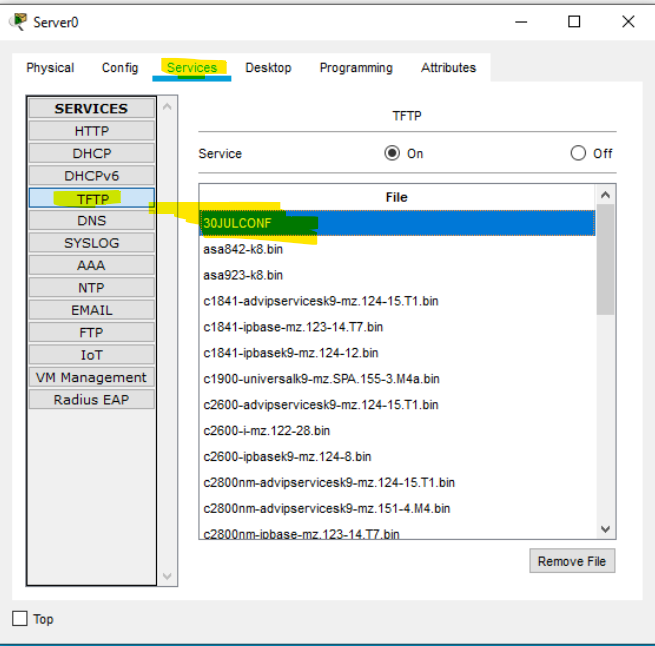 Server0
Physical Config Services Desktop Programming Attributes
SERVICES
HTTP
DHCP
DHCPv6
TFTP
DNS
SYSLOG
AAA
NTP
EMAIL
FTP
IoT
VM Management
Radius EAP
TFTP
Service On Off
File
30JULCONF
asa842-k8.bin
asa923-k8.bin
c1841-advipservicesk9-mz.124-15.T1.bin
c1841-ipbase-mz.123-14.T7.bin
c1841-ipbasek9-mz.124-12.bin
c1900-universalk9-mz.SPA.155-3.M4a.bin
c2600-advipservicesk9-mz.124-15.T1.bin
c2600-i-mz.122-28.bin
c2600-ipbasek9-mz.124-8.bin
c2800nm-advipservicesk9-mz.124-15.T1.bin
c2800nm-advipservicesk9-mz.151-4.M4.bin
c2800nm-ipbase-mz.123-14.T7.bin
Remove File
Top